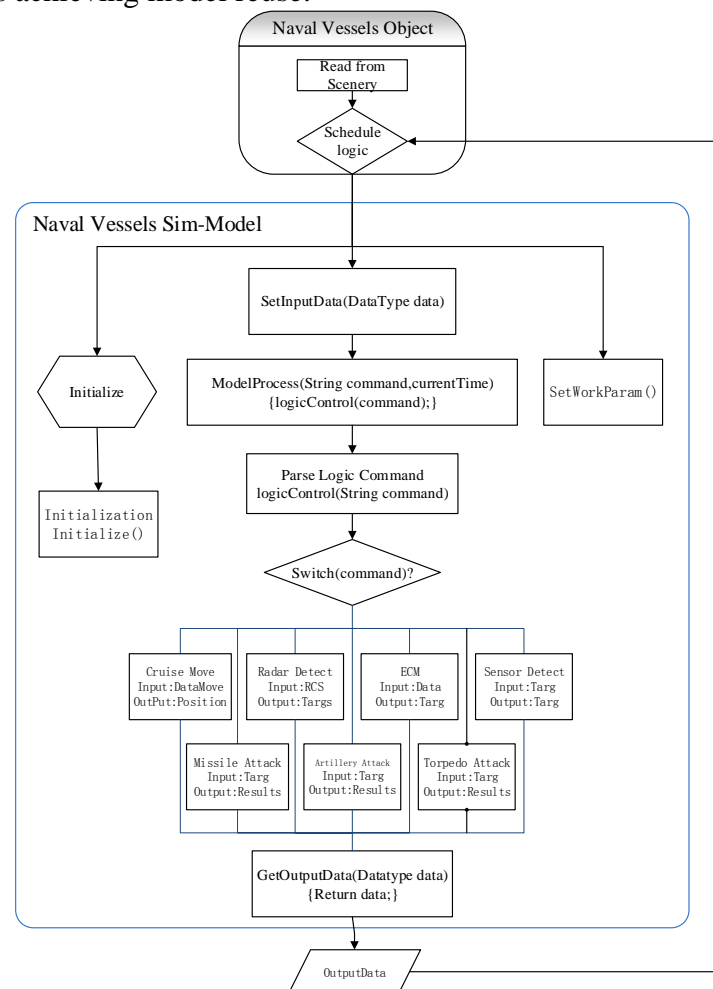 achieving model reuse.
Naval Vessels Object
Read from
Scenery
Schedule
logic
Naval Vessels Sim-Model
SetInputData(DataType data)
Initialize
ModelProcess(String command,currentTime)
{logicControl(command);}
SetWorkParam()
Parse Logic Command
logicControl(String command)
Initialization
Initialize()
Switch(command)?
Cruise Move
Input:DataMove
OutPut:Position
Radar Detect
Input:RCS
Output:Targs
ECM
Input:Data
Output:Targ
Sensor Detect
Input:Targ
Output:Targ
Missile Attack
Input:Targ
Output:Results
Artillery Attack
Input:Targ
Output:Results
Torpedo Attack
Input:Targ
Output:Results
GetOutputData(Datatype data)
{Return data;}
OutputData